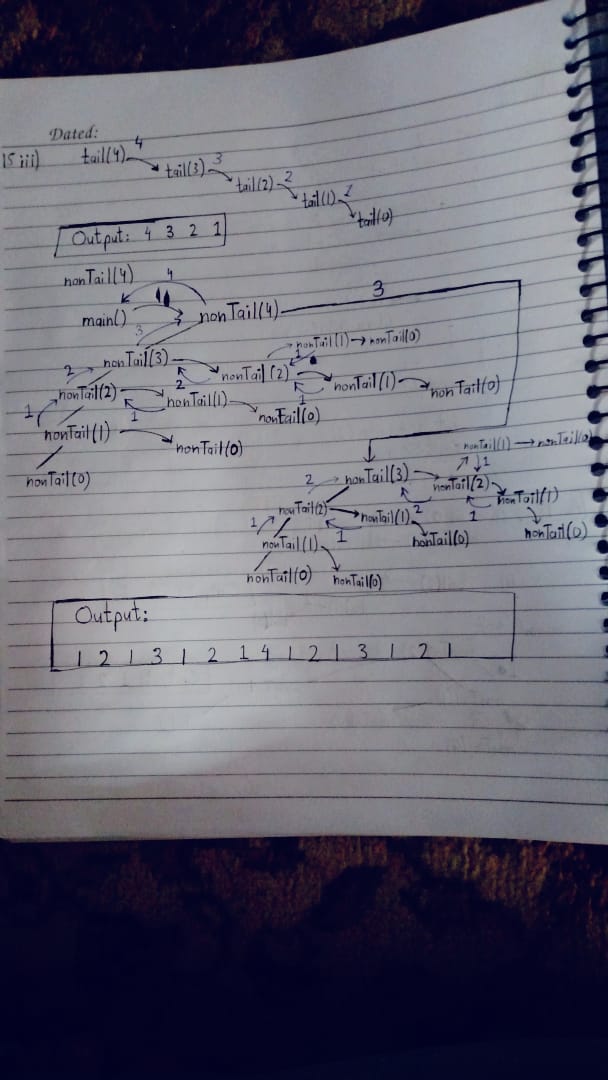 Dated:
15 iii) tail(4) 4 tail(3) 3 tail(2) 2 tail(1) 1 tail(0)
Output: 4 3 2 1
nonTail(4) 4
main() nonTail(4) 3
3
nonTail(3) nonTail(1) nonTail(0)
2 nonTail(2) 1
nonTail(2) 2 nonTail(1) nonTail(0)
1 nonTail(1) 1
1 nonTail(0)
nonTail(1) nonTail(0)
nonTail(0)
nonTail(1) nonTail(0)
2 nonTail(3) nonTail(2) 1
nonTail(2) 2 nonTail(1)
1 nonTail(1) 1
1 nonTail(0) nonTail(0)
nonTail(1)
nonTail(0) nonTail(0)
Output:
1 2 1 3 1 2 1 4 1 2 1 3 1 2 1